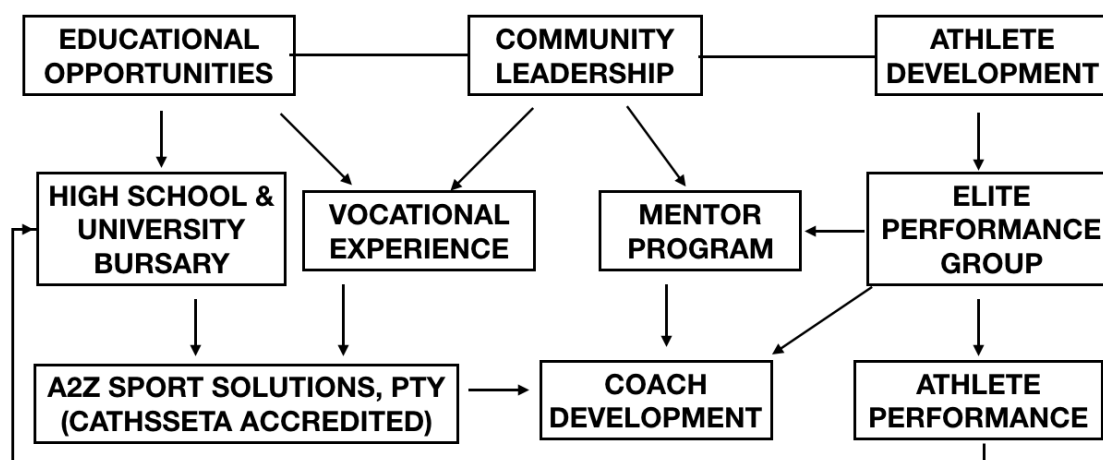 EDUCATIONAL
OPPORTUNITIES
COMMUNITY
LEADERSHIP
ATHLETE
DEVELOPMENT
HIGH SCHOOL &
UNIVERSITY
BURSARY
VOCATIONAL
EXPERIENCE
MENTOR
PROGRAM
ELITE
PERFORMANCE
GROUP
A2Z SPORT SOLUTIONS, PTY
(CATHSSETA ACCREDITED)
COACH
DEVELOPMENT
ATHLETE
PERFORMANCE